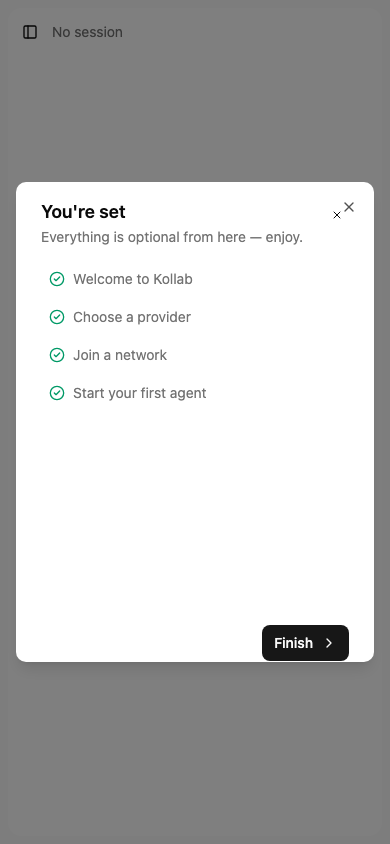 No session
You're set
Everything is optional from here — enjoy.
Welcome to Kollab
Choose a provider
Join a network
Start your first agent
Finish